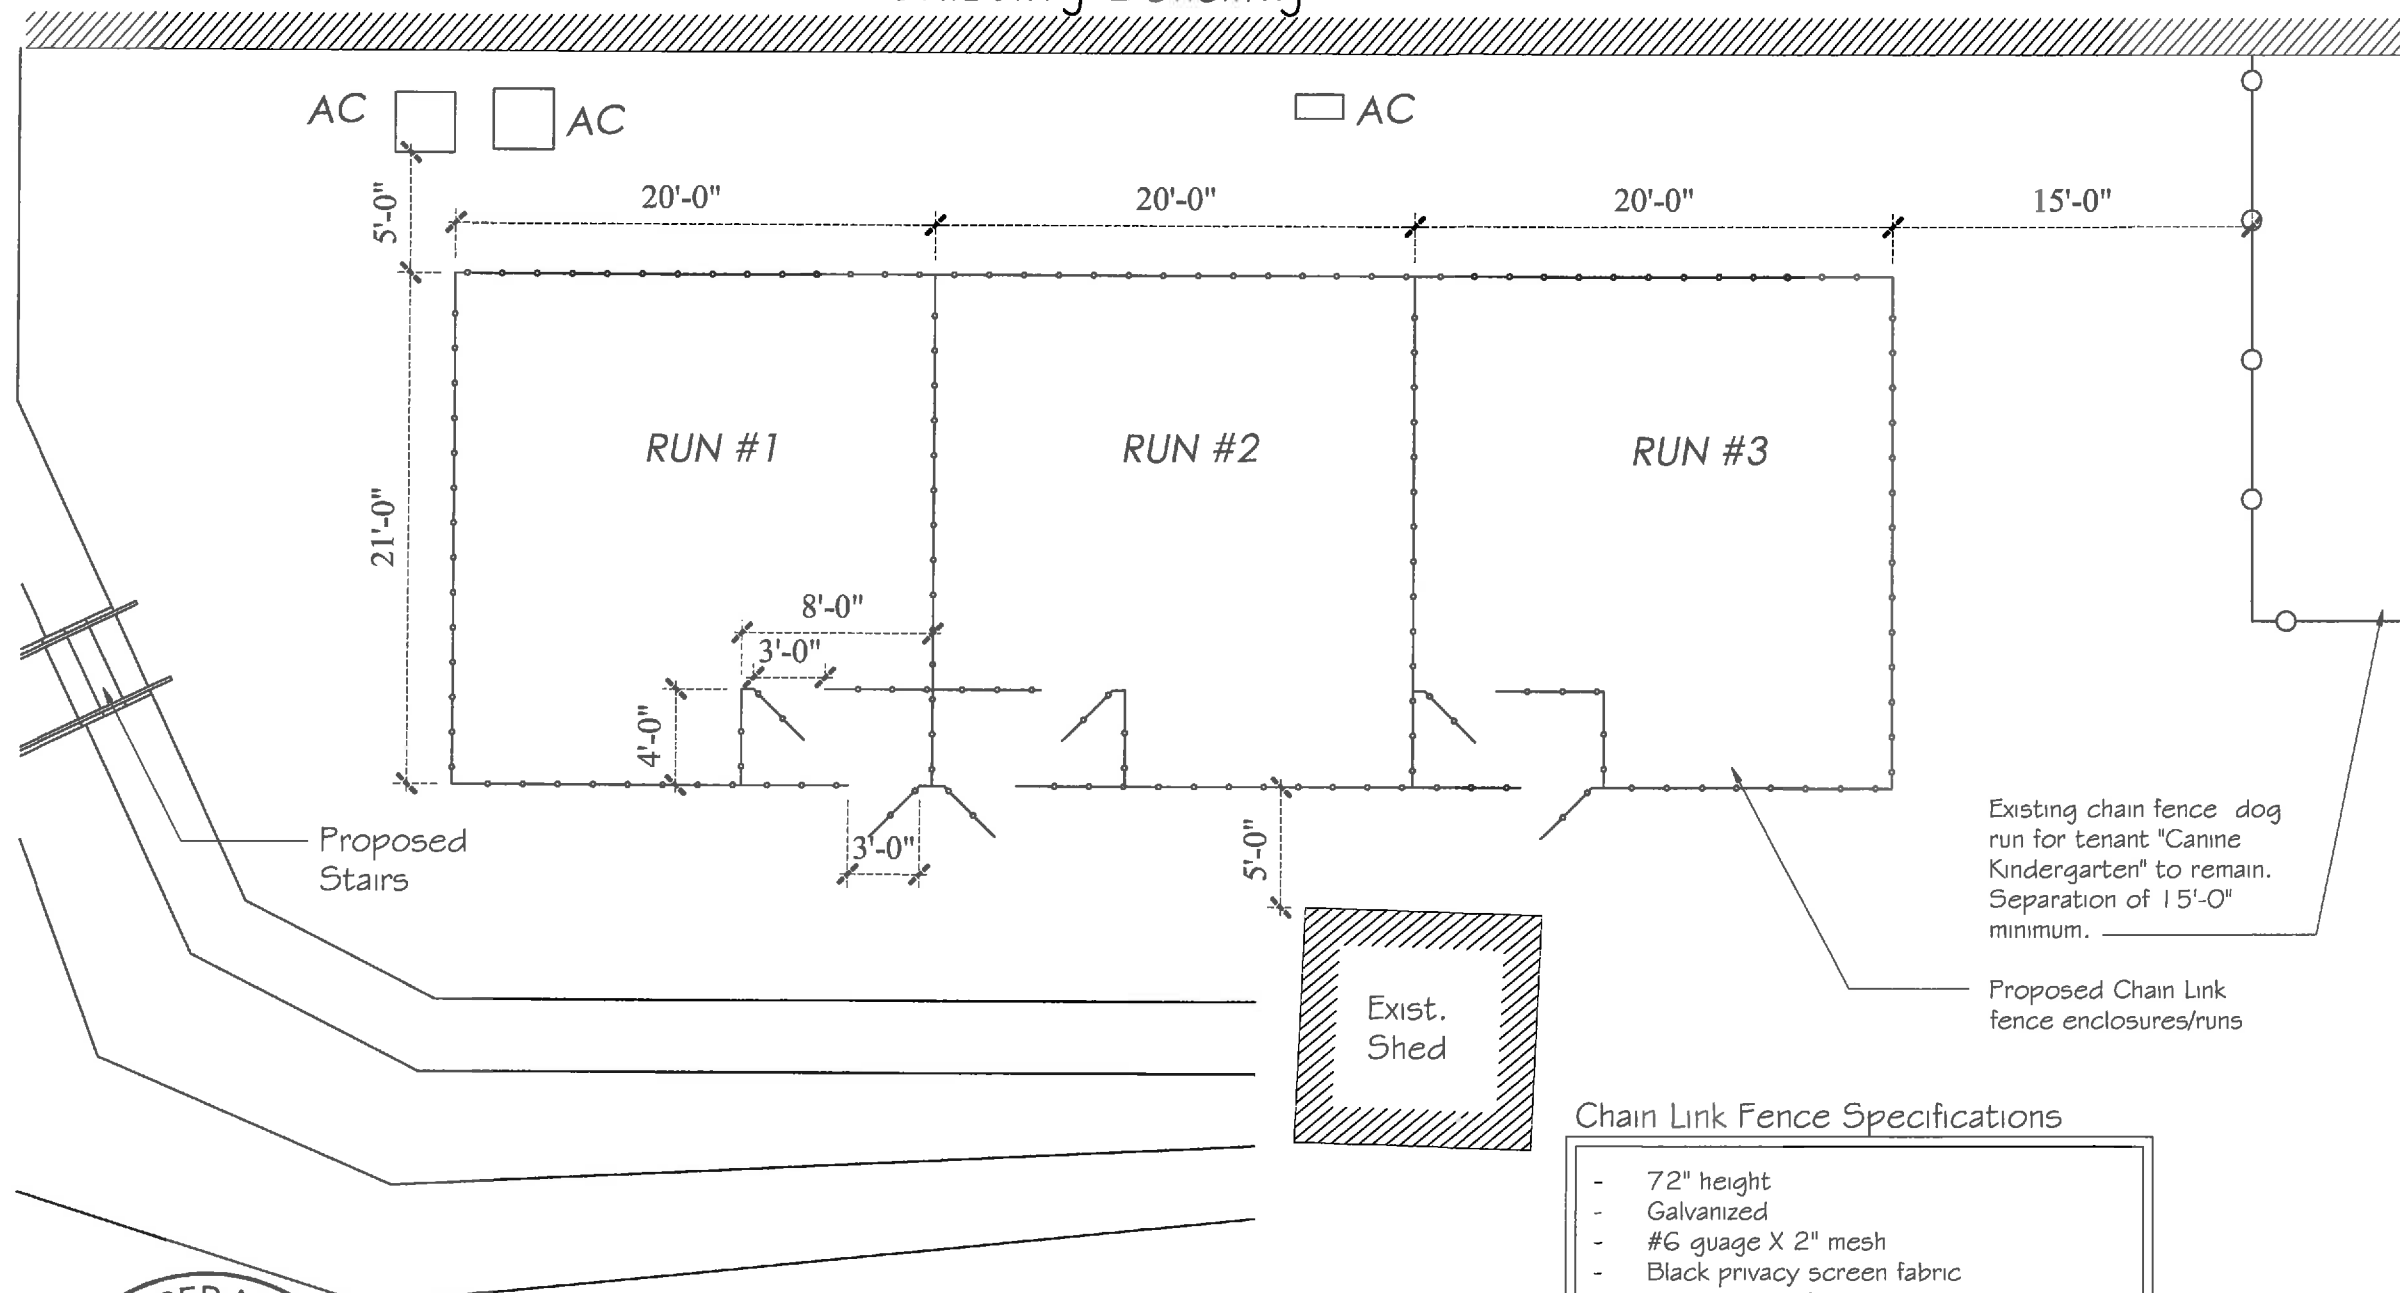 Existing Building
AC
AC
AC
5'-0"
20'-0"
20'-0"
20'-0"
15'-0"
21'-0"
RUN #1
RUN #2
RUN #3
8'-0"
3'-0"
4'-0"
3'-0"
5'-0"
Proposed
Stairs
Existing chain fence dog
run for tenant "Canine
Kindergarten" to remain.
Separation of 15'-0"
minimum.
Proposed Chain Link
fence enclosures/runs
Exist.
Shed
Chain Link Fence Specifications
- 72" height
- Galvanized
- #6 guage X 2" mesh
- Black privacy screen fabric